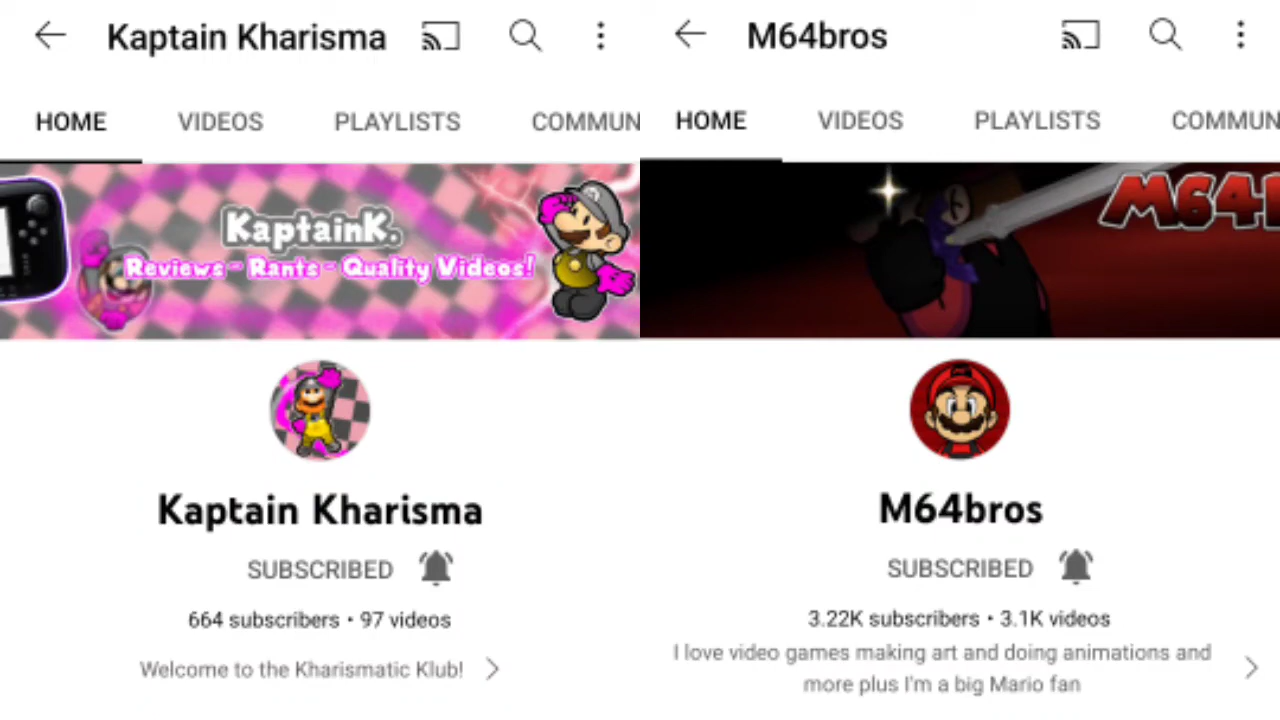 Kaptain Kharisma
HOME VIDEOS PLAYLISTS COMMUN
KaptainK.
Reviews - Rants - Quality Videos!
Kaptain Kharisma
SUBSCRIBED
664 subscribers • 97 videos
Welcome to the Kharismatic Klub!
M64bros
HOME VIDEOS PLAYLISTS COMMUN
M64B
M64bros
SUBSCRIBED
3.22K subscribers • 3.1K videos
I love video games making art and doing animations and
more plus I'm a big Mario fan